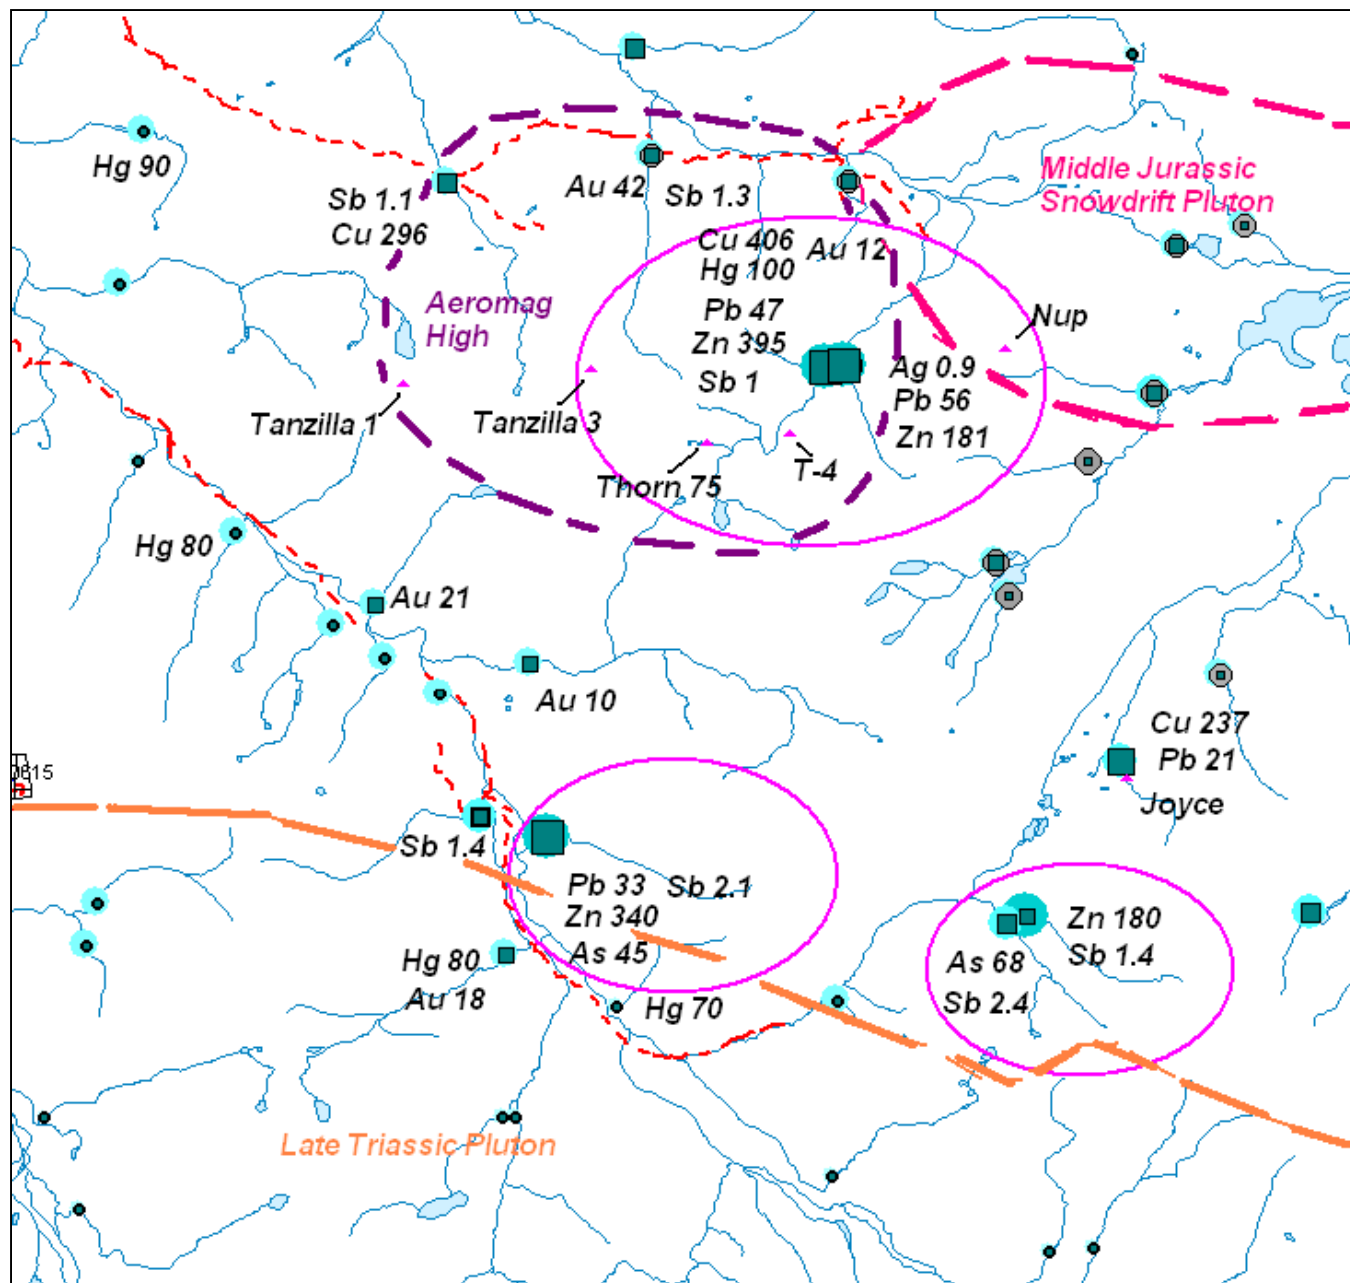 Hg 90
Sb 1.1
Cu 296
Au 42
Sb 1.3
Middle Jurassic
Snowdrift Pluton
Cu 406
Hg 100
Au 12
Pb 47
Zn 395
Sb 1
Aeromag
High
Nup
Ag 0.9
Pb 56
Zn 181
Tanzilla 1
Tanzilla 3
Thorn 75
T-4
Hg 80
Au 21
Au 10
Cu 237
Pb 21
Joyce
Sb 1.4
Pb 33
Sb 2.1
Zn 340
As 45
Hg 80
Au 18
Hg 70
Zn 180
Sb 1.4
As 68
Sb 2.4
Late Triassic Pluton